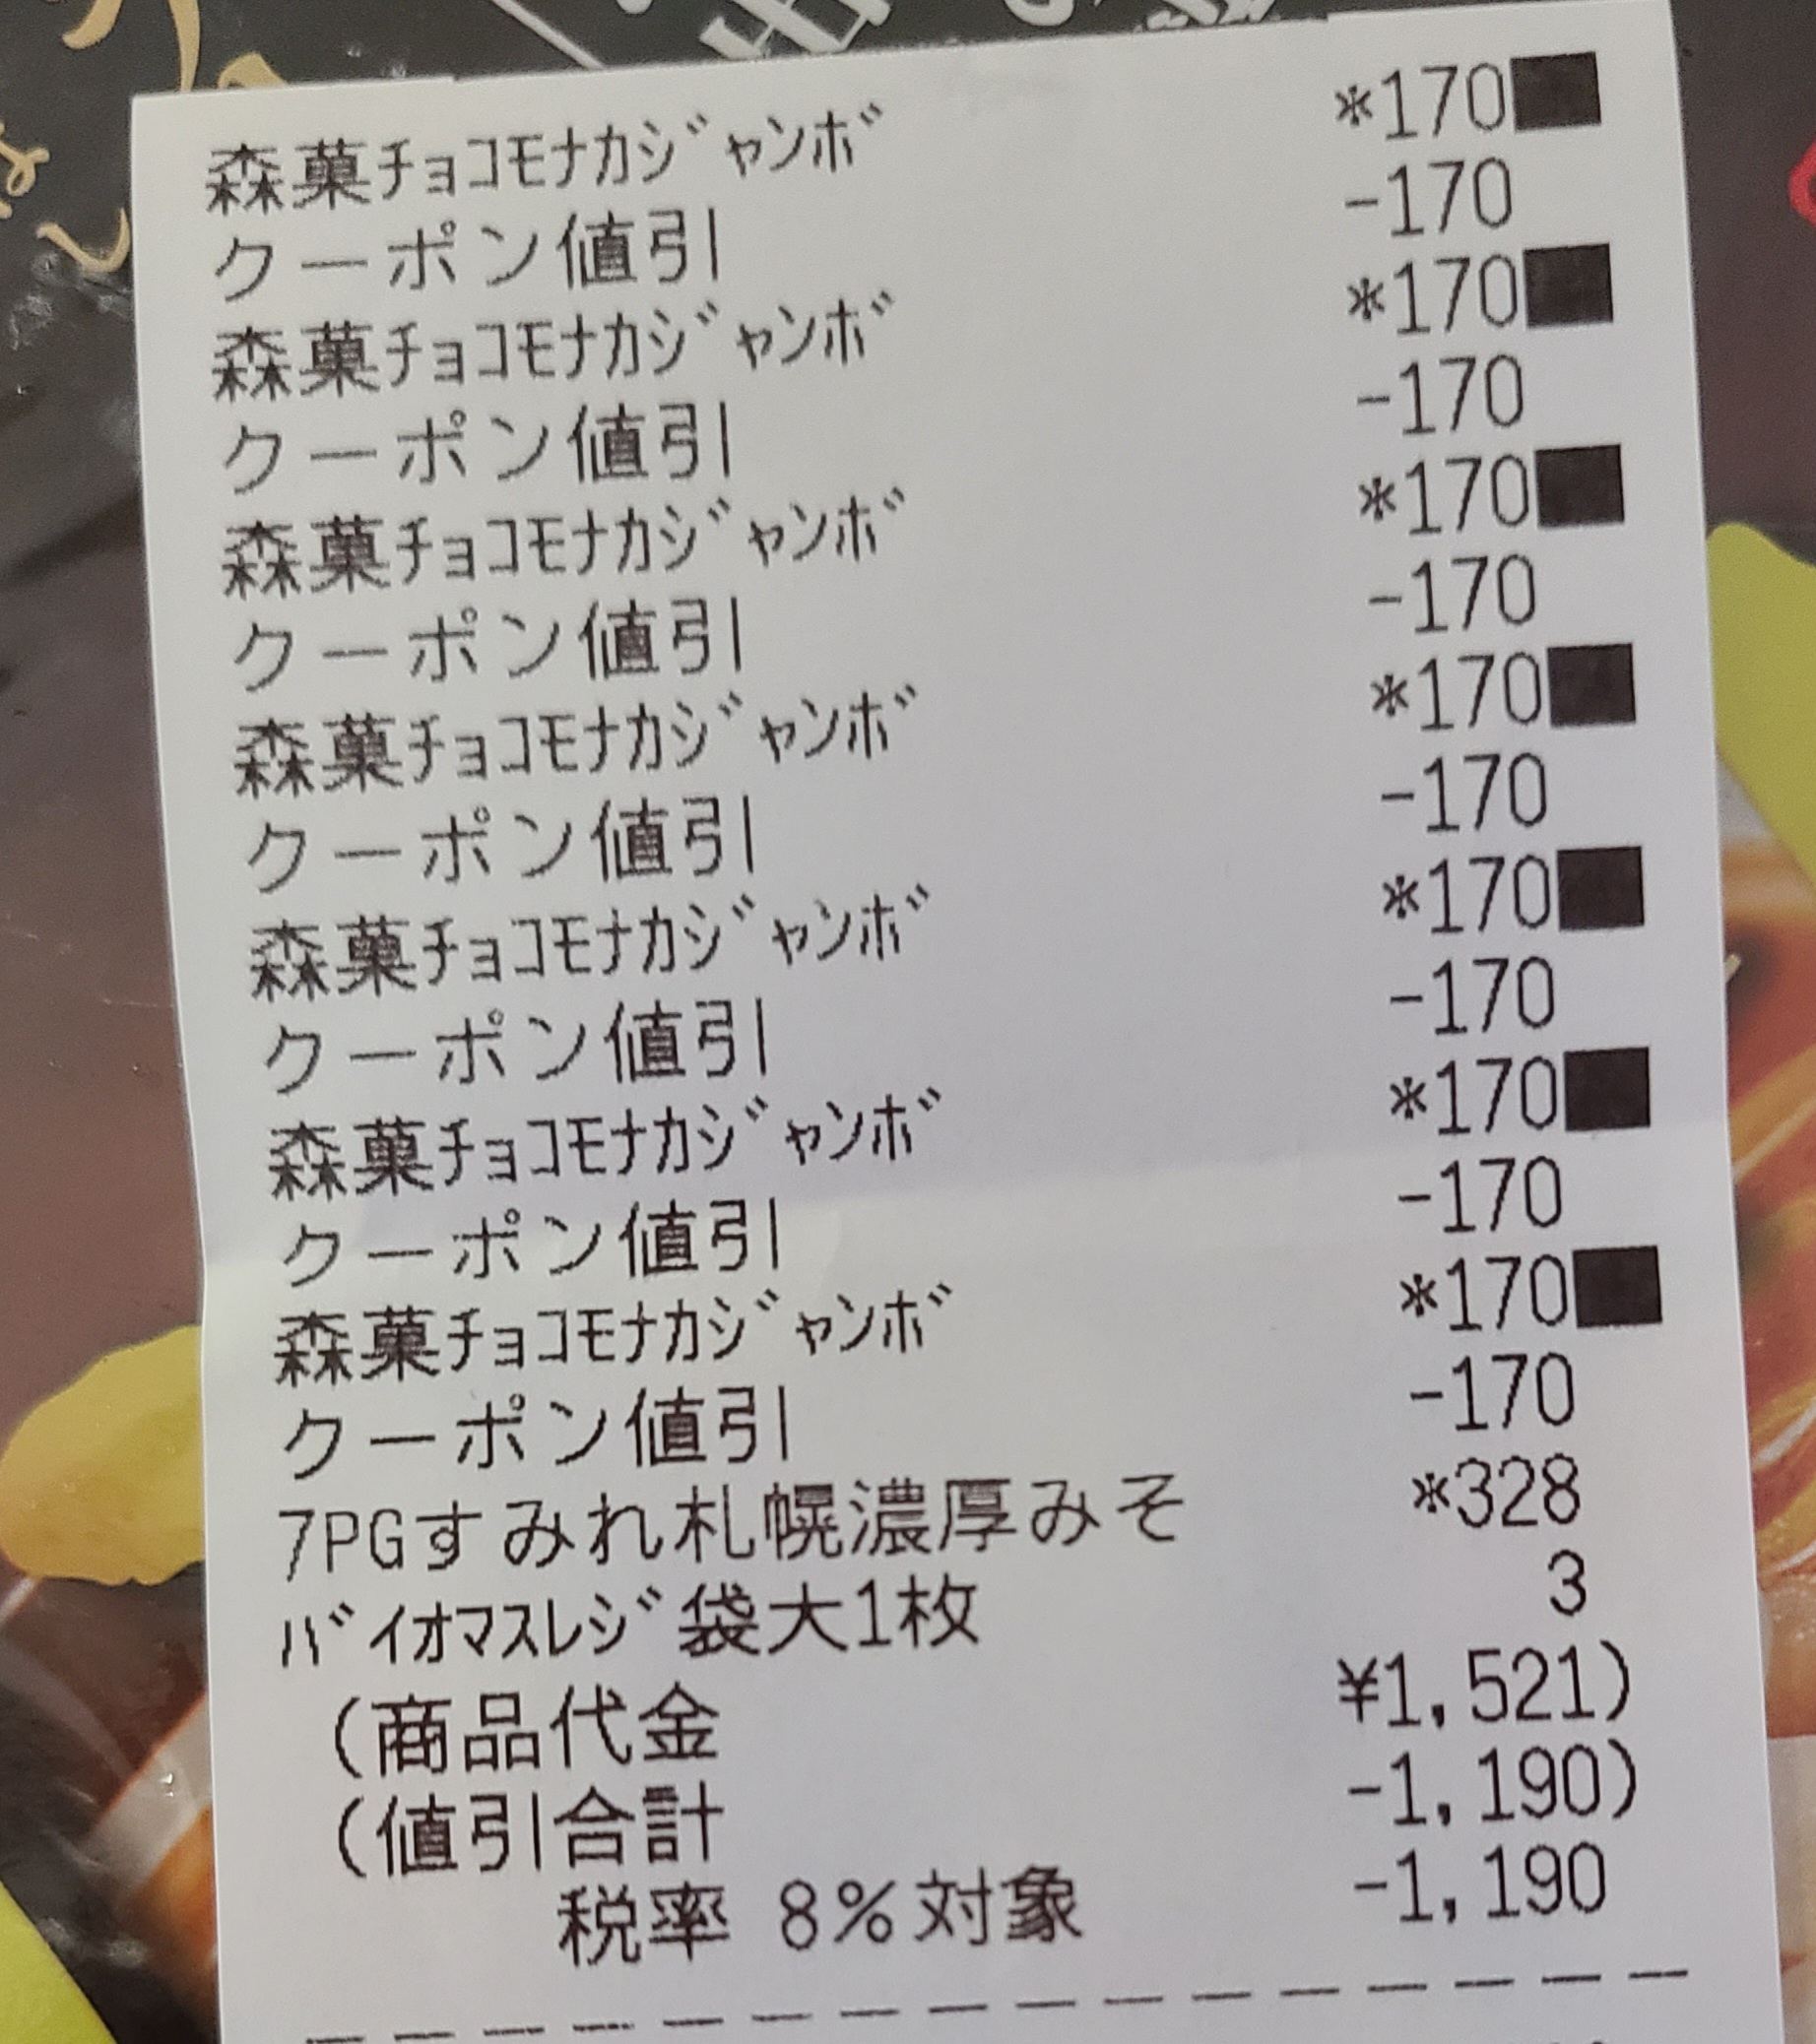 森菓ﾁｮｺﾓﾅｶｼﾞｬﾝﾎﾞ *170■
クーポン値引 -170
森菓ﾁｮｺﾓﾅｶｼﾞｬﾝﾎﾞ *170■
クーポン値引 -170
森菓ﾁｮｺﾓﾅｶｼﾞｬﾝﾎﾞ *170■
クーポン値引 -170
森菓ﾁｮｺﾓﾅｶｼﾞｬﾝﾎﾞ *170■
クーポン値引 -170
森菓ﾁｮｺﾓﾅｶｼﾞｬﾝﾎﾞ *170■
クーポン値引 -170
森菓ﾁｮｺﾓﾅｶｼﾞｬﾝﾎﾞ *170■
クーポン値引 -170
森菓ﾁｮｺﾓﾅｶｼﾞｬﾝﾎﾞ *170■
クーポン値引 -170
7PGすみれ札幌濃厚みそ *328
ﾊﾞｲｵﾏｽﾚｼﾞ袋大1枚 3
(商品代金 ¥1,521)
(値引合計 -1,190)
税率 8%対象 -1,190